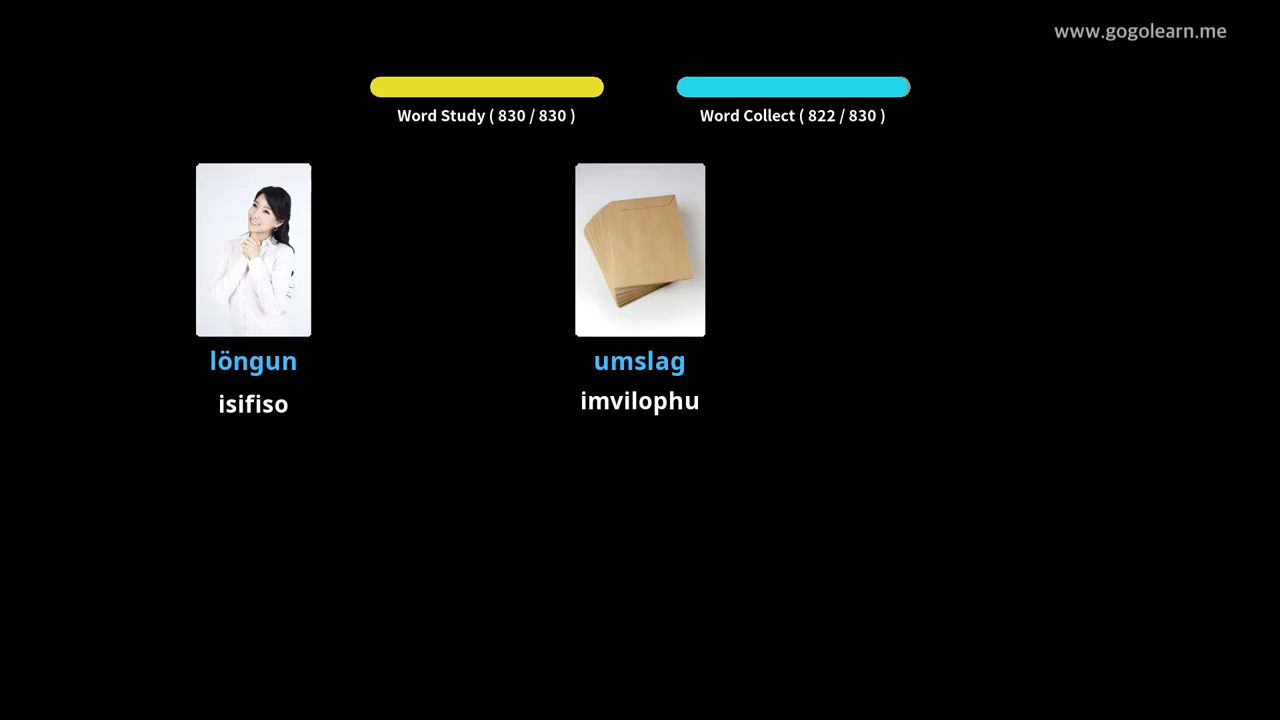 www.gogolearn.me
Word Study ( 830 / 830 )
Word Collect ( 822 / 830 )
löngun
umslag
isifiso
imvilophu